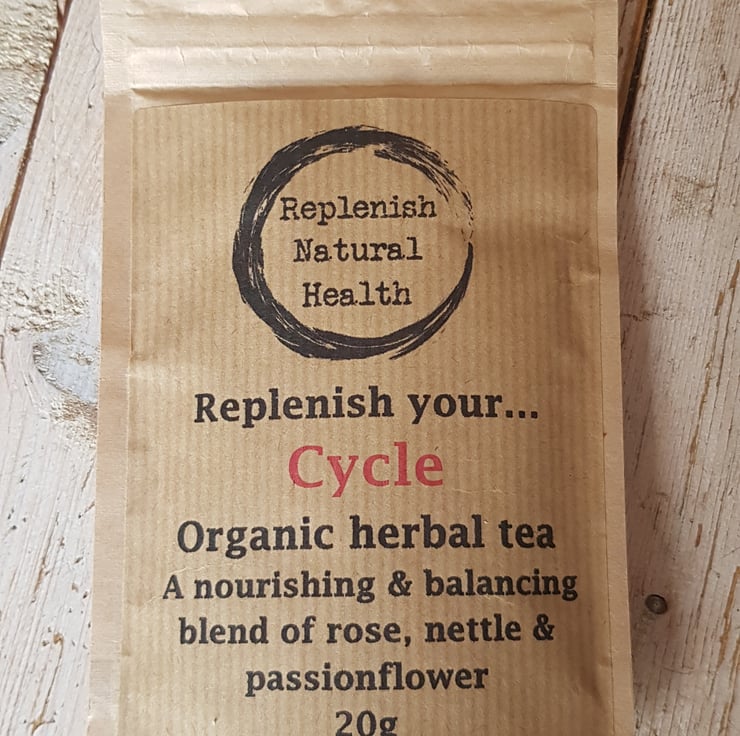 Replenish
Natural
Health
Replenish your...
Cycle
Organic herbal tea
A nourishing & balancing
blend of rose, nettle &
passionflower
20g